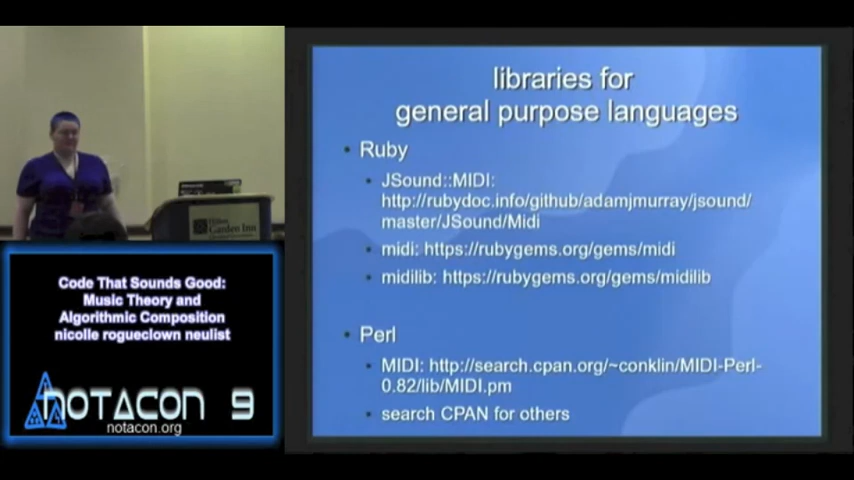 libraries for
general purpose languages
• Ruby
• JSound::MIDI:
http://rubydoc.info/github/adamjmurray/jsound/
master/JSound/Midi
• midi: https://rubygems.org/gems/midi
• midilib: https://rubygems.org/gems/midilib
• Perl
• MIDI: http://search.cpan.org/~conklin/MIDI-Perl-
0.82/lib/MIDI.pm
• search CPAN for others
Hilton
Garden Inn
Code That Sounds Good:
Music Theory and
Algorithmic Composition
nicolle rogueclown neulist
NOTACON 9
notacon.org